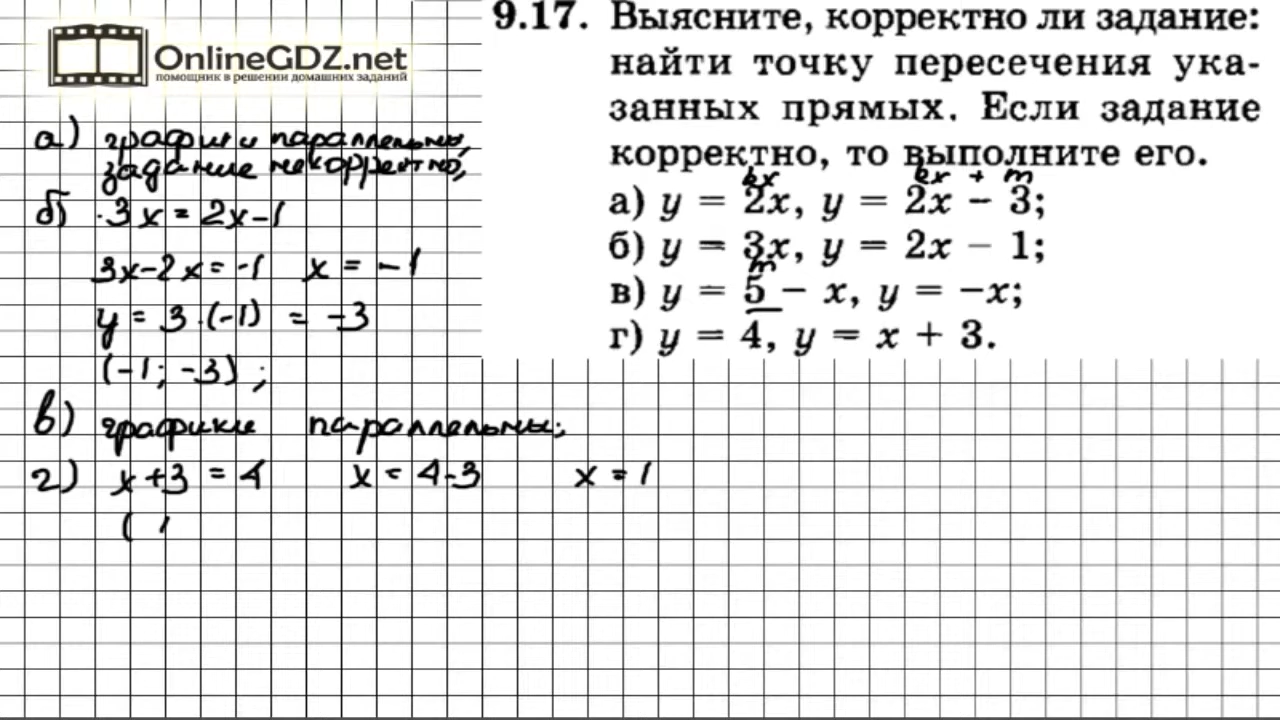 OnlineGDZ.net
помощник в решении домашних заданий
9.17. Выясните, корректно ли задание:
найти точку пересечения ука-
занных прямых. Если задание
корректно, то выполните его.
kx kx + m
а) y = 2x, y = 2x − 3;
б) y = 3x, y = 2x − 1;
m
в) y = 5 − x, y = −x;
г) y = 4, y = x + 3.
а) графики параллельны,
задание некорректно;
б) 3x = 2x-1
3x-2x = -1 x = -1
y = 3·(-1) = -3
(-1; -3);
в) графики параллельны;
г) x+3 = 4 x = 4-3 x = 1
( 1